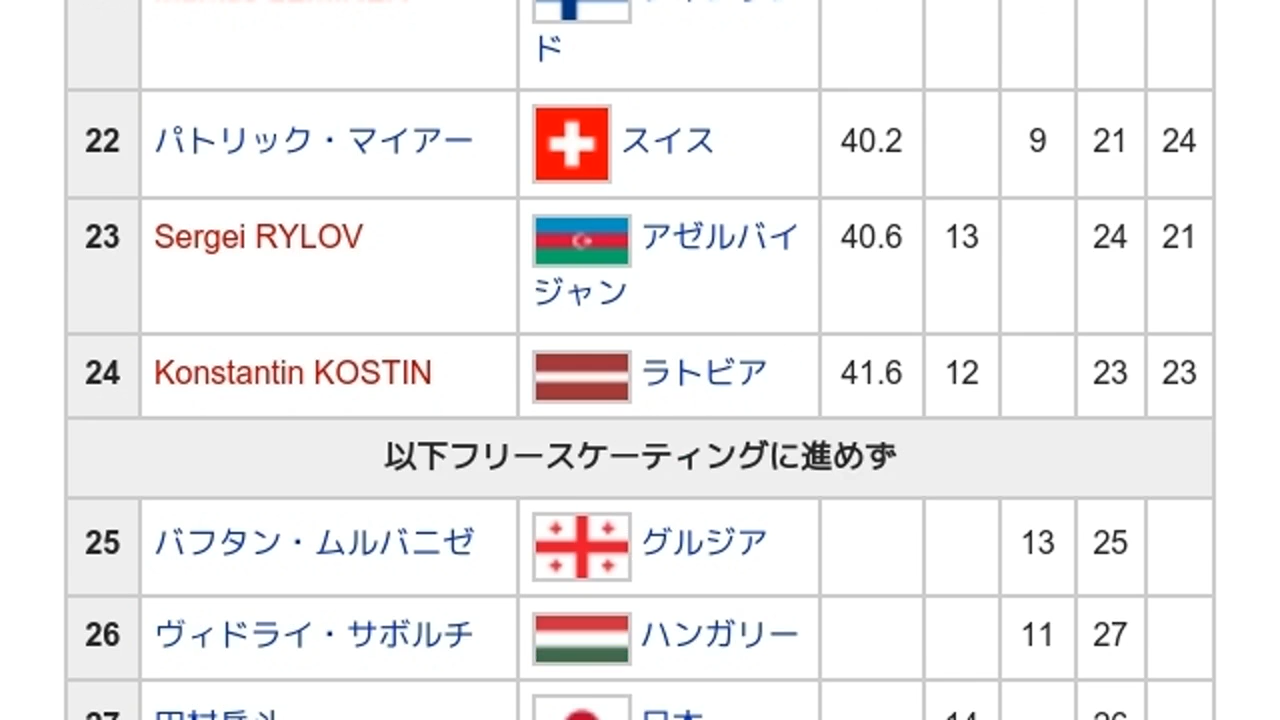 ド
22 パトリック・マイアー スイス 40.2 9 21 24
23 Sergei RYLOV アゼルバイ 40.6 13 24 21
ジャン
24 Konstantin KOSTIN ラトビア 41.6 12 23 23
以下フリースケーティングに進めず
25 バフタン・ムルバニゼ グルジア 13 25
26 ヴィドライ・サボルチ ハンガリー 11 27
27 日本 14 26